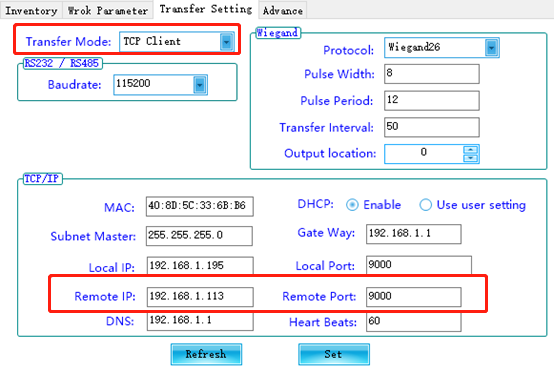 Inventory Wrok Parameter Transfer Setting Advance
Transfer Mode: TCP Client
RS232 / RS485
Baudrate: 115200
Wiegand
Protocol: Wiegand26
Pulse Width: 8
Pulse Period: 12
Transfer Interval: 50
Output location: 0
TCP/IP
MAC: 40:8D:5C:33:6B:B6 DHCP: Enable Use user setting
Subnet Master: 255.255.255.0 Gate Way: 192.168.1.1
Local IP: 192.168.1.195 Local Port: 9000
Remote IP: 192.168.1.113 Remote Port: 9000
DNS: 192.168.1.1 Heart Beats: 60
Refresh Set